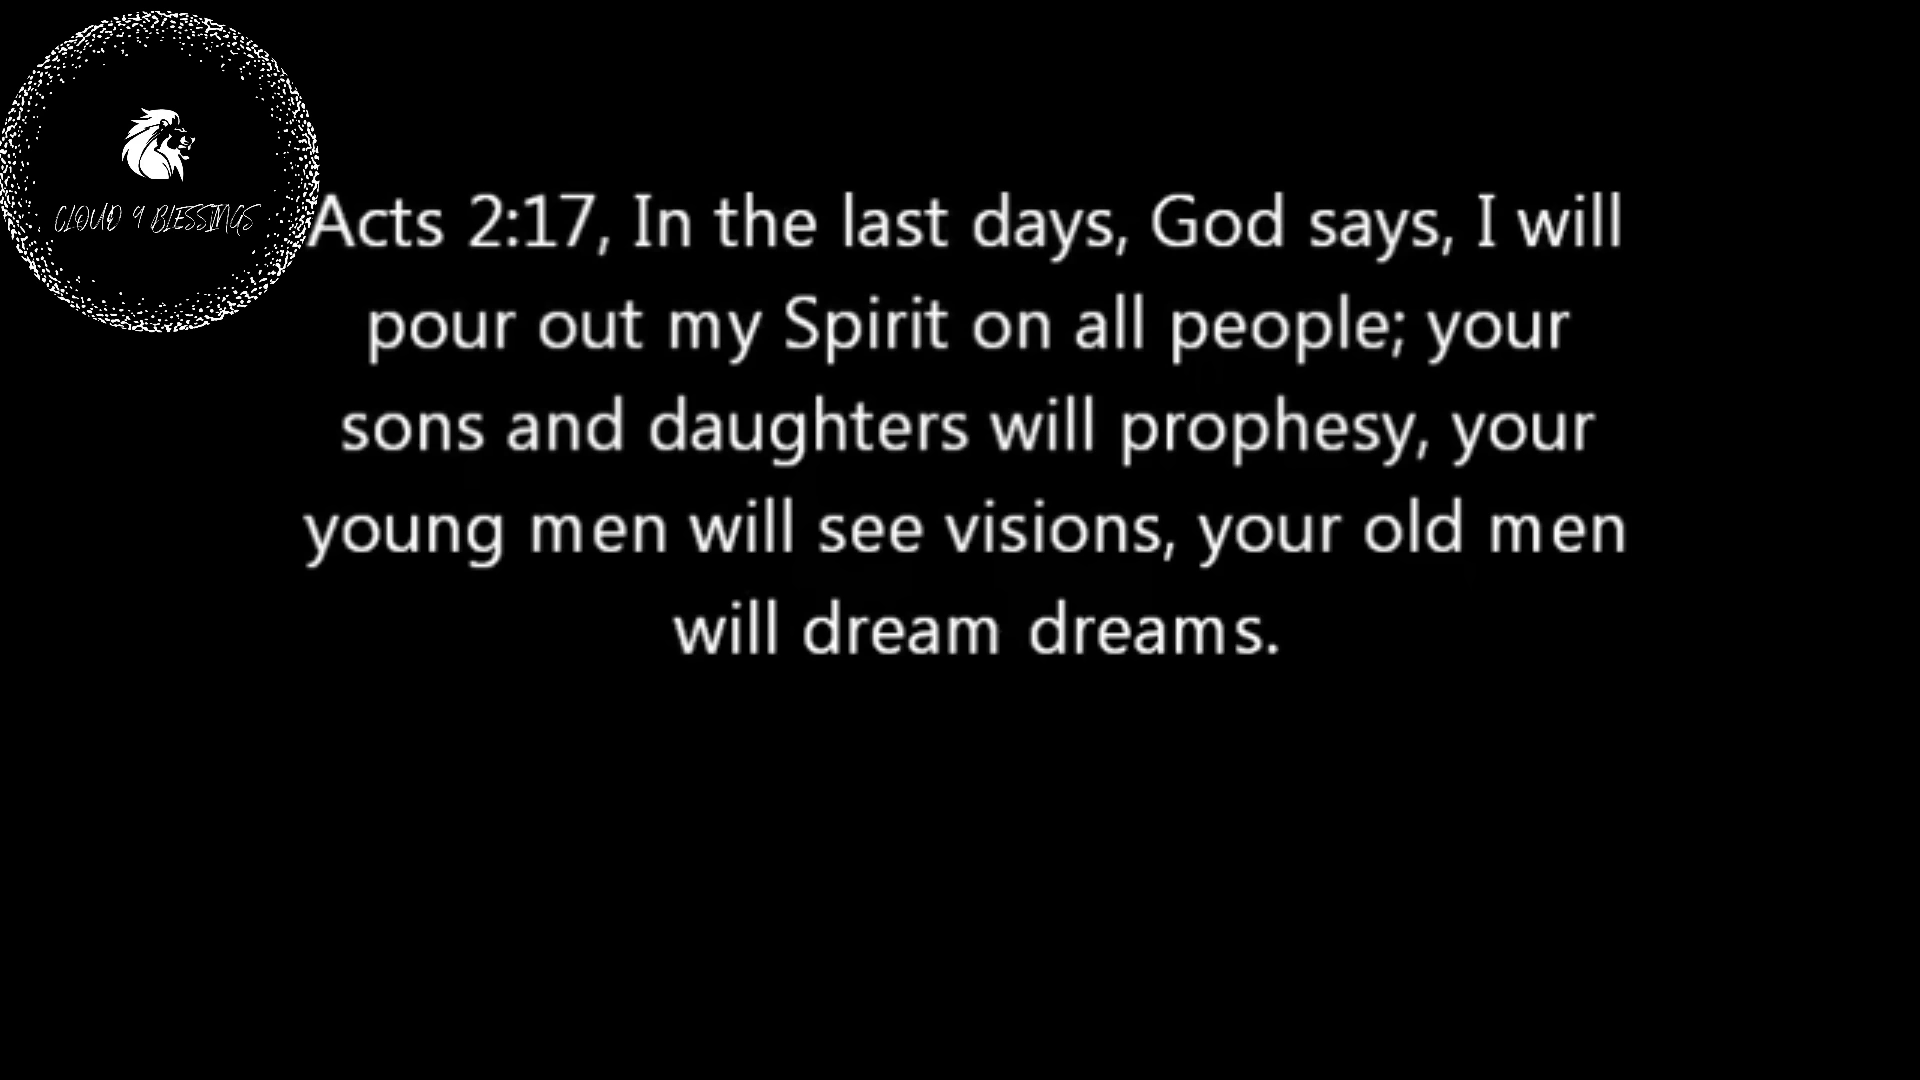 CLOUD 9 BLESSINGS
Acts 2:17, In the last days, God says, I will
pour out my Spirit on all people; your
sons and daughters will prophesy, your
young men will see visions, your old men
will dream dreams.